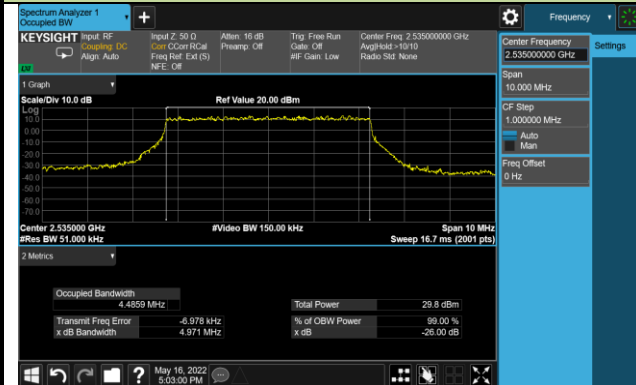 Spectrum Analyzer 1
Occupied BW
Frequency
KEYSIGHT
Input: RF
Coupling: DC
Align: Auto
Input Z: 50 Ω
Corr CCorr RCal
Freq Ref: Ext (S)
NFE: Off
Atten: 16 dB
Preamp: Off
Trig: Free Run
Gate: Off
#IF Gain: Low
Center Freq: 2.535000000 GHz
Avg|Hold:>10/10
Radio Std: None
Center Frequency
2.535000000 GHz
Settings
Span
10.000 MHz
CF Step
1.000000 MHz
Auto
Man
Freq Offset
0 Hz
1 Graph
Scale/Div 10.0 dB
Ref Value 20.00 dBm
Log
10.0
0.00
-10.0
-20.0
-30.0
-40.0
-50.0
-60.0
-70.0
Center 2.535000 GHz
#Video BW 150.00 kHz
Span 10 MHz
#Res BW 51.000 kHz
Sweep 16.7 ms (2001 pts)
2 Metrics
Occupied Bandwidth
4.4859 MHz
Total Power
29.8 dBm
Transmit Freq Error
-6.978 kHz
% of OBW Power
99.00 %
x dB Bandwidth
4.971 MHz
x dB
-26.00 dB
?
May 16, 2022
5:03:00 PM